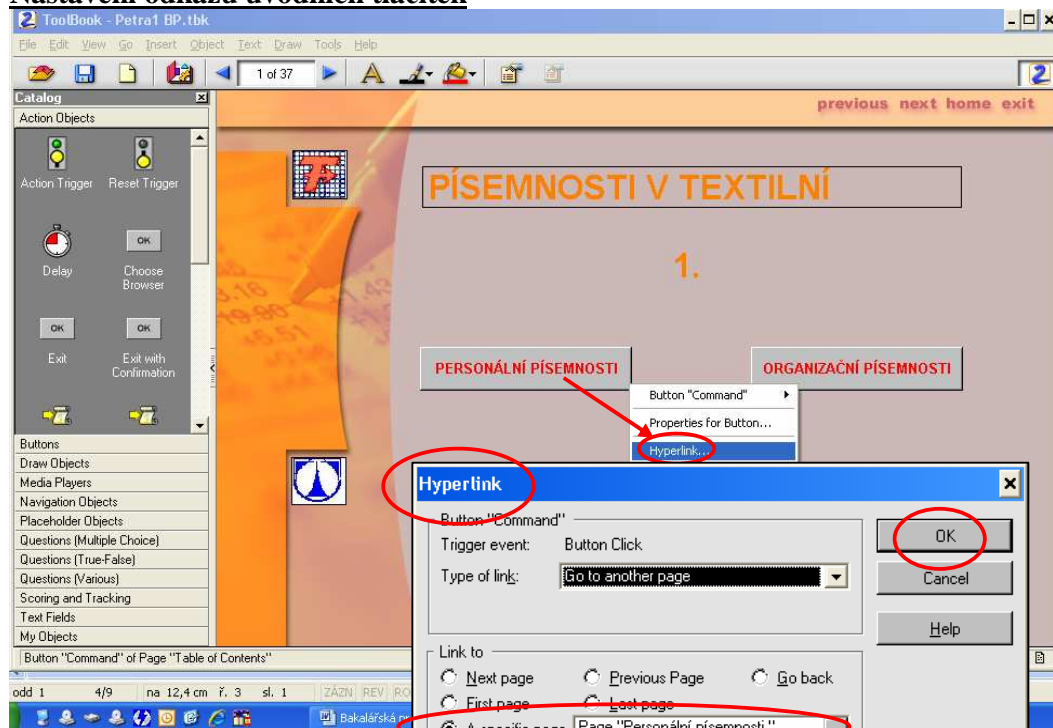 Nastavení odkazů úvodních tlačítek
ToolBook - Petra1 BP.tbk
File Edit View Go Insert Object Text Draw Tools Help
1 of 37
Catalog
Action Objects
previous next home exit
Action Trigger Reset Trigger
PÍSEMNOSTI V TEXTILNÍ
OK
Delay Choose Browser
1.
OK OK
Exit Exit with Confirmation
PERSONÁLNÍ PÍSEMNOSTI ORGANIZAČNÍ PÍSEMNOSTI
Button "Command"
Properties for Button...
Hyperlink...
Buttons
Draw Objects
Media Players
Navigation Objects
Placeholder Objects
Questions (Multiple Choice)
Questions (True-False)
Questions (Various)
Scoring and Tracking
Text Fields
My Objects
Hyperlink
Button "Command"
Trigger event: Button Click
Type of link: Go to another page
OK
Cancel
Help
Link to
Next page Previous Page Go back
First page Last page
A specific page Page "Personální písemnosti "
Button "Command" of Page "Table of Contents"
odd 1 4/9 na 12,4 cm ř. 3 sl. 1 ZÁZN REV
Bakalářská